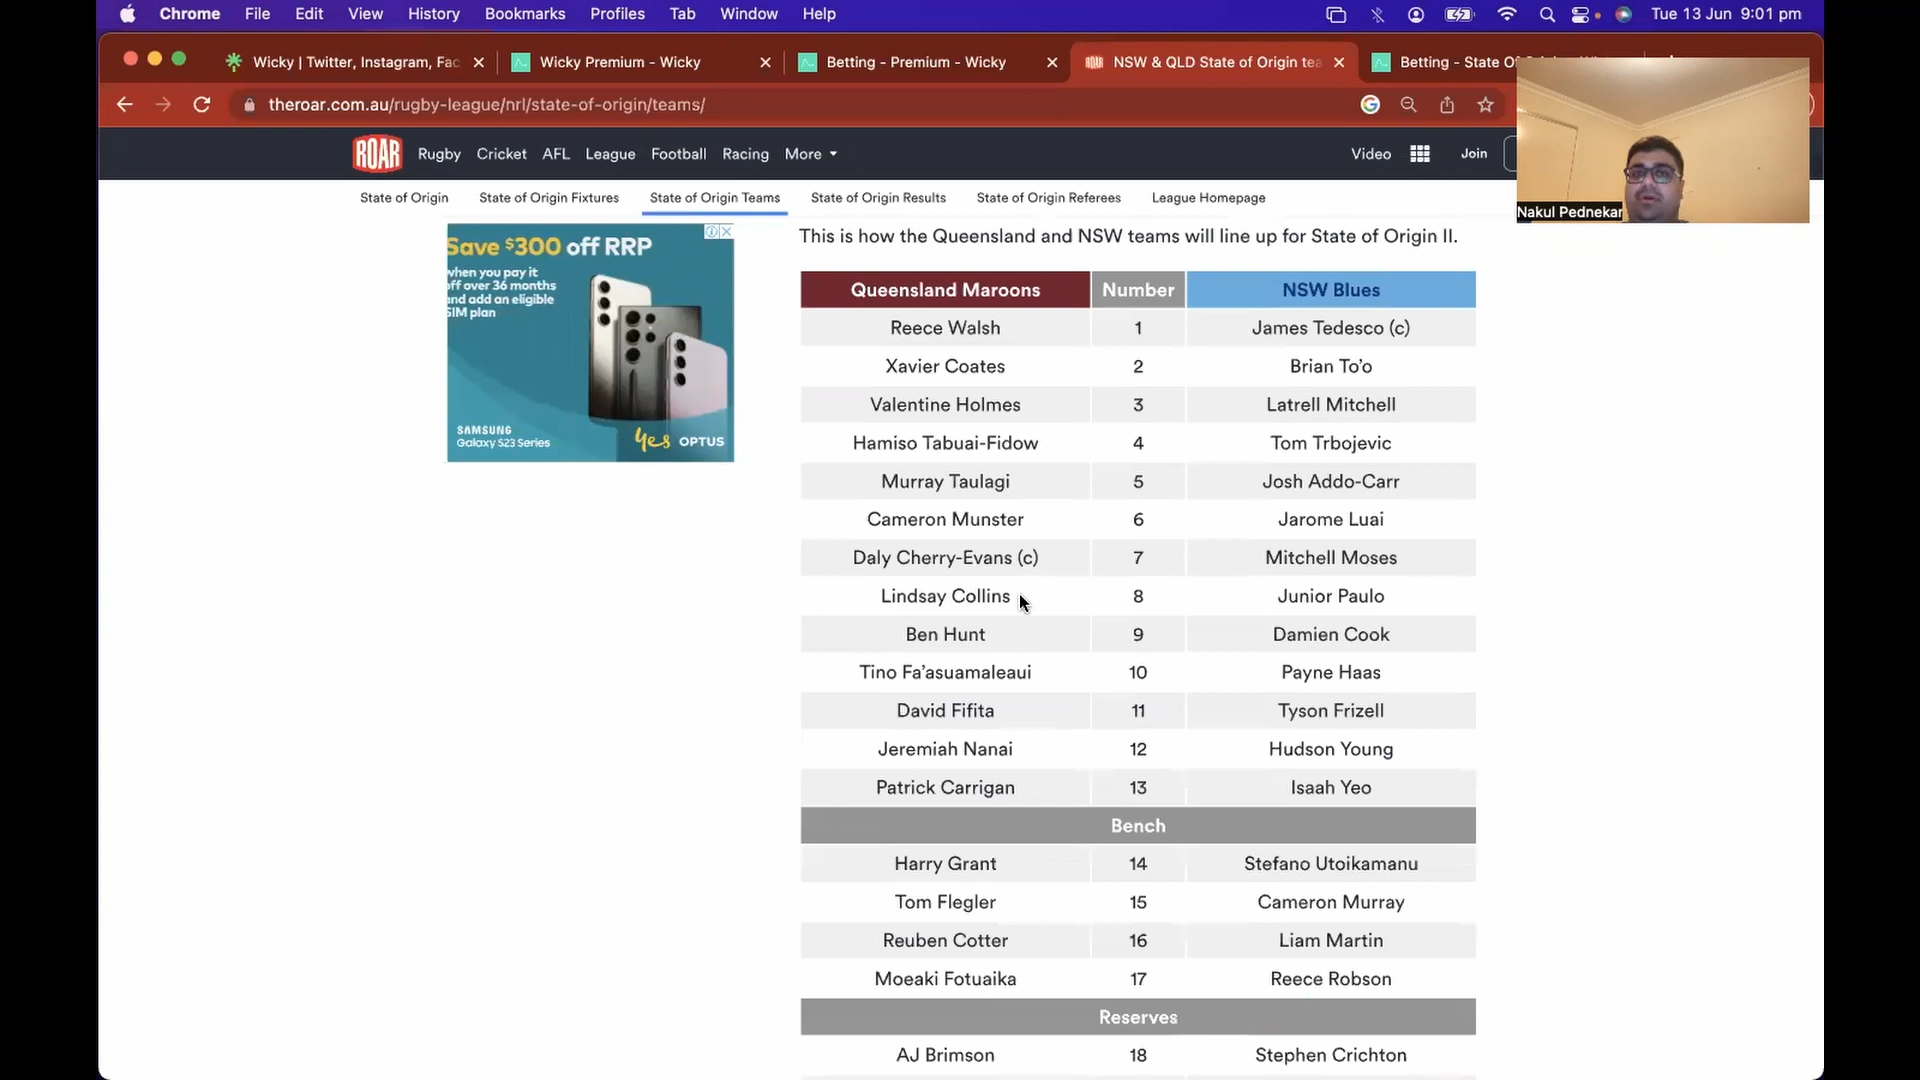 Chrome File Edit View History Bookmarks Profiles Tab Window Help Tue 13 Jun 9:01 pm
Wicky | Twitter, Instagram, Fac Wicky Premium - Wicky Betting - Premium - Wicky NSW & QLD State of Origin tea Betting - State O
theroar.com.au/rugby-league/nrl/state-of-origin/teams/
ROAR Rugby Cricket AFL League Football Racing More Video Join
Nakul Pednekar
State of Origin State of Origin Fixtures State of Origin Teams State of Origin Results State of Origin Referees League Homepage
Save $300 off RRP
when you pay it
off over 36 months
and add an eligible
SIM plan
SAMSUNG
Galaxy S23 Series
Yes OPTUS
This is how the Queensland and NSW teams will line up for State of Origin II.
Queensland Maroons Number NSW Blues
Reece Walsh 1 James Tedesco (c)
Xavier Coates 2 Brian To’o
Valentine Holmes 3 Latrell Mitchell
Hamiso Tabuai-Fidow 4 Tom Trbojevic
Murray Taulagi 5 Josh Addo-Carr
Cameron Munster 6 Jarome Luai
Daly Cherry-Evans (c) 7 Mitchell Moses
Lindsay Collins 8 Junior Paulo
Ben Hunt 9 Damien Cook
Tino Fa’asuamaleaui 10 Payne Haas
David Fifita 11 Tyson Frizell
Jeremiah Nanai 12 Hudson Young
Patrick Carrigan 13 Isaah Yeo
Bench
Harry Grant 14 Stefano Utoikamanu
Tom Flegler 15 Cameron Murray
Reuben Cotter 16 Liam Martin
Moeaki Fotuaika 17 Reece Robson
Reserves
AJ Brimson 18 Stephen Crichton